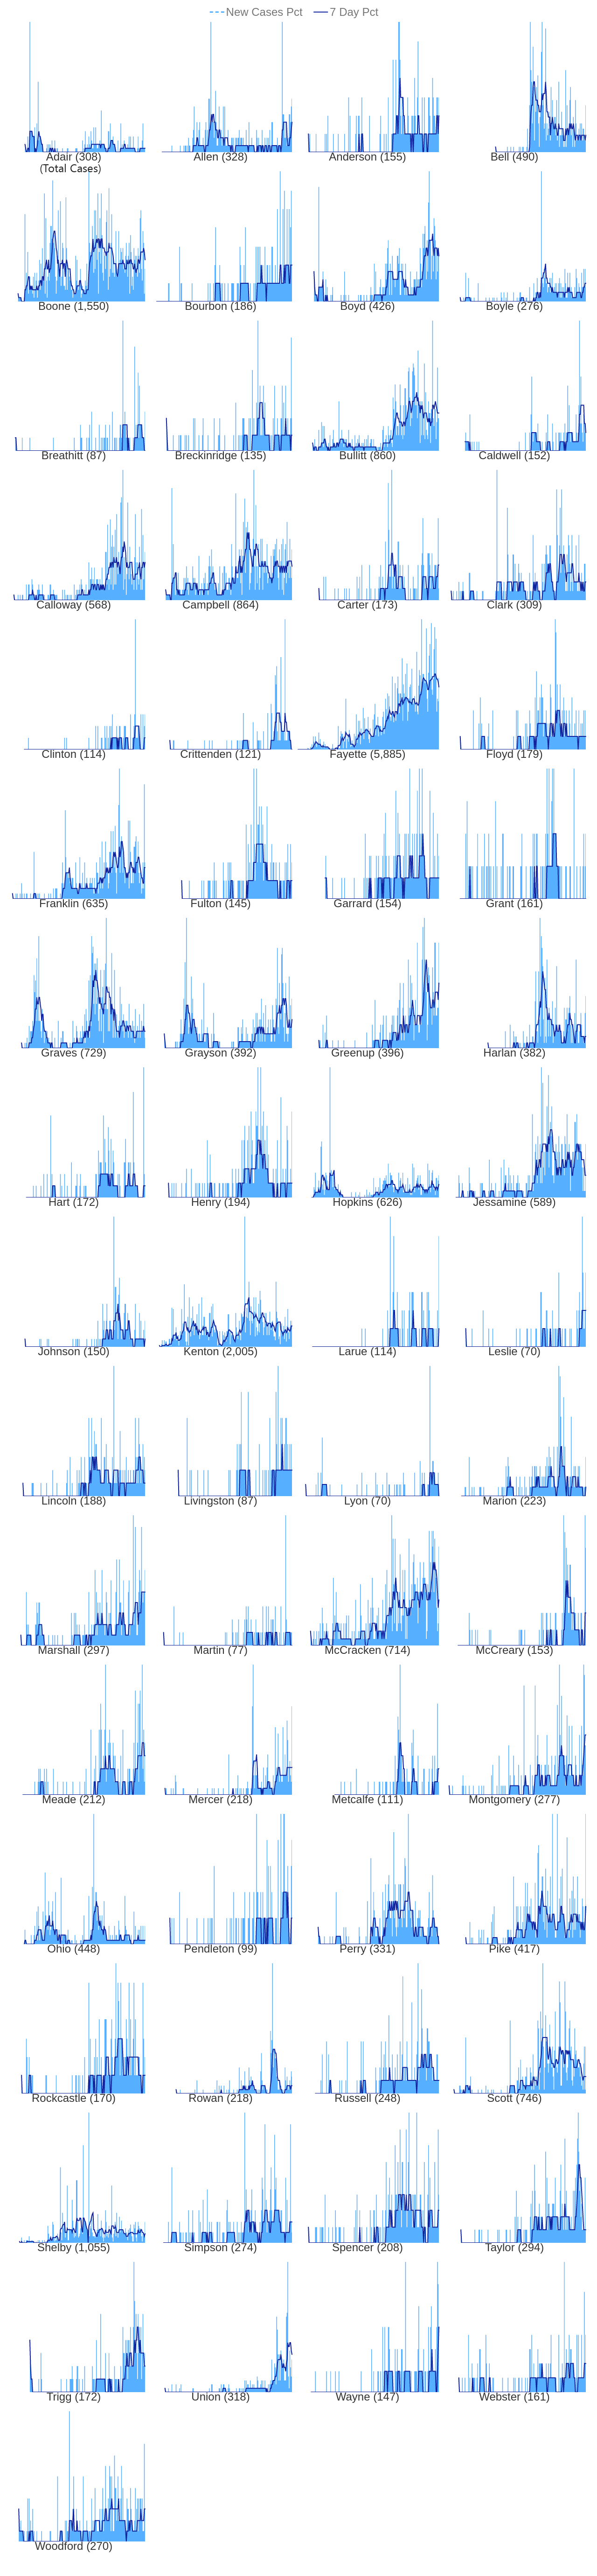 New Cases Pct 7 Day Pct
Adair (308) Allen (328) Anderson (155) Bell (490)
(Total Cases)
Boone (1,550) Bourbon (186) Boyd (426) Boyle (276)
Breathitt (87) Breckinridge (135) Bullitt (860) Caldwell (152)
Calloway (568) Campbell (864) Carter (173) Clark (309)
Clinton (114) Crittenden (121) Fayette (5,885) Floyd (179)
Franklin (635) Fulton (145) Garrard (154) Grant (161)
Graves (729) Grayson (392) Greenup (396) Harlan (382)
Hart (172) Henry (194) Hopkins (626) Jessamine (589)
Johnson (150) Kenton (2,005) Larue (114) Leslie (70)
Lincoln (188) Livingston (87) Lyon (70) Marion (223)
Marshall (297) Martin (77) McCracken (714) McCreary (153)
Meade (212) Mercer (218) Metcalfe (111) Montgomery (277)
Ohio (448) Pendleton (99) Perry (331) Pike (417)
Rockcastle (170) Rowan (218) Russell (248) Scott (746)
Shelby (1,055) Simpson (274) Spencer (208) Taylor (294)
Trigg (172) Union (318) Wayne (147) Webster (161)
Woodford (270)